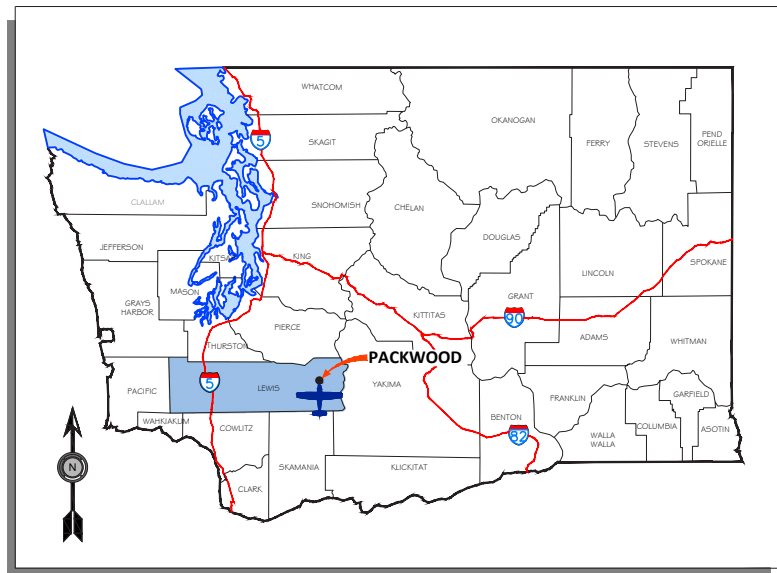 WHATCOM
OKANOGAN
PEND
ORIELLE
FERRY
STEVENS
5
SKAGIT
CLALLAM
SNOHOMISH
CHELAN
DOUGLAS
JEFFERSON
KITSA
KING
SPOKANE
LINCOLN
MASON
GRANT
GRAYS
HARBOR
KITTITAS
90
PIERCE
ADAMS
WHITMAN
THURSTON
PACKWOOD
5
LEWIS
YAKIMA
PACIFIC
GARFIELD
FRANKLIN
BENTON
WAHKIAKUM
COWLITZ
COLUMBIA
ASOTIN
82
WALLA
WALLA
N
SKAMANIA
KLICKITAT
CLARK